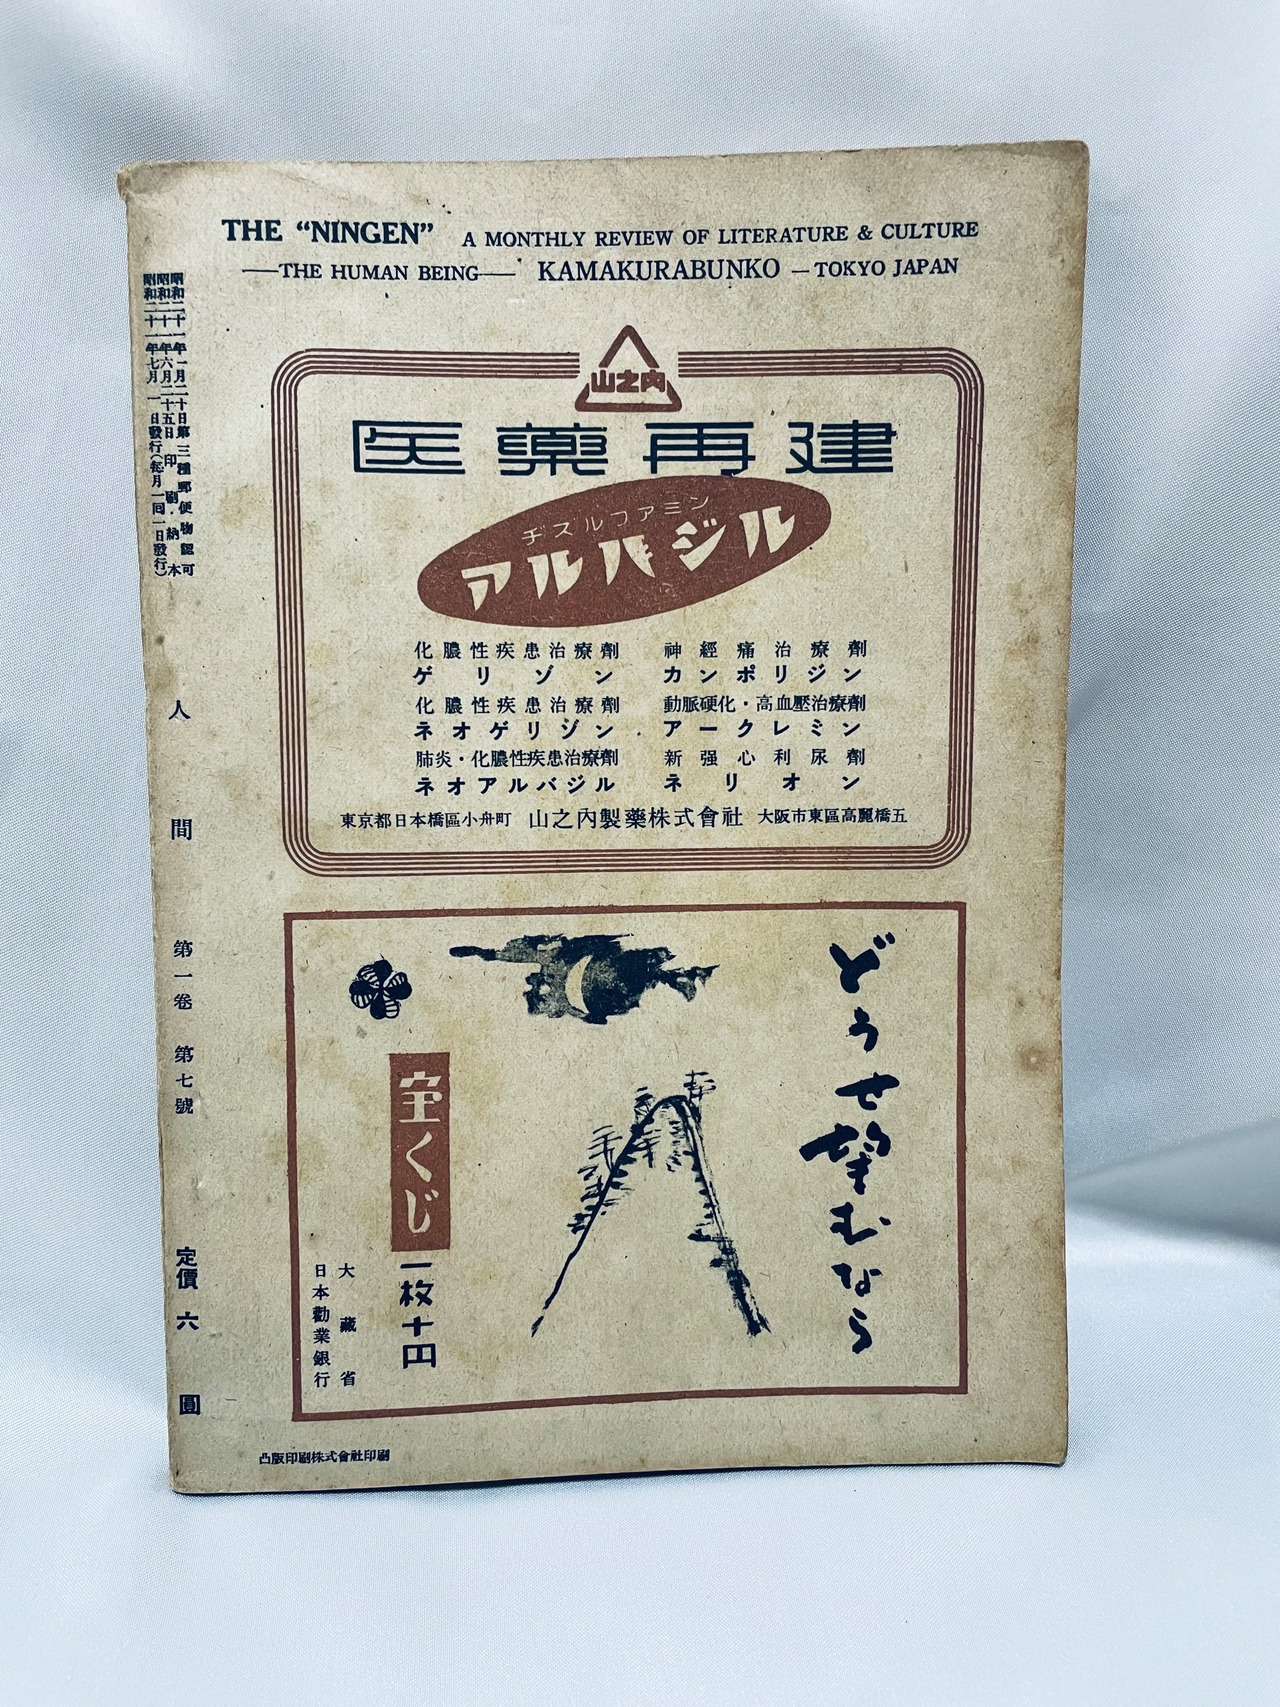 THE "NINGEN" A MONTHLY REVIEW OF LITERATURE & CULTURE
—THE HUMAN BEING— KAMAKURABUNKO — TOKYO JAPAN
昭和二十一年一月二十日第三種郵便物認可
昭和二十一年六月二十五日印刷・納本
昭和二十一年七月一日發行(毎月一回一日發行)
人間 第一卷 第七號 定價六圓
山之內
医薬再建
ヂスルファミン
アルバジル
化膿性疾患治療劑 神經痛治療劑
ゲリゾン カンポリジン
化膿性疾患治療劑 動脈硬化・高血壓治療劑
ネオゲリゾン アークレミン
肺炎・化膿性疾患治療劑 新强心利尿劑
ネオアルバジル ネリオン
東京都日本橋區小舟町 山之內製藥株式會社 大阪市東區高麗橋五
どうせ望むなら
宝くじ
一枚十円
大藏省
日本勸業銀行
凸版印刷株式會社印刷